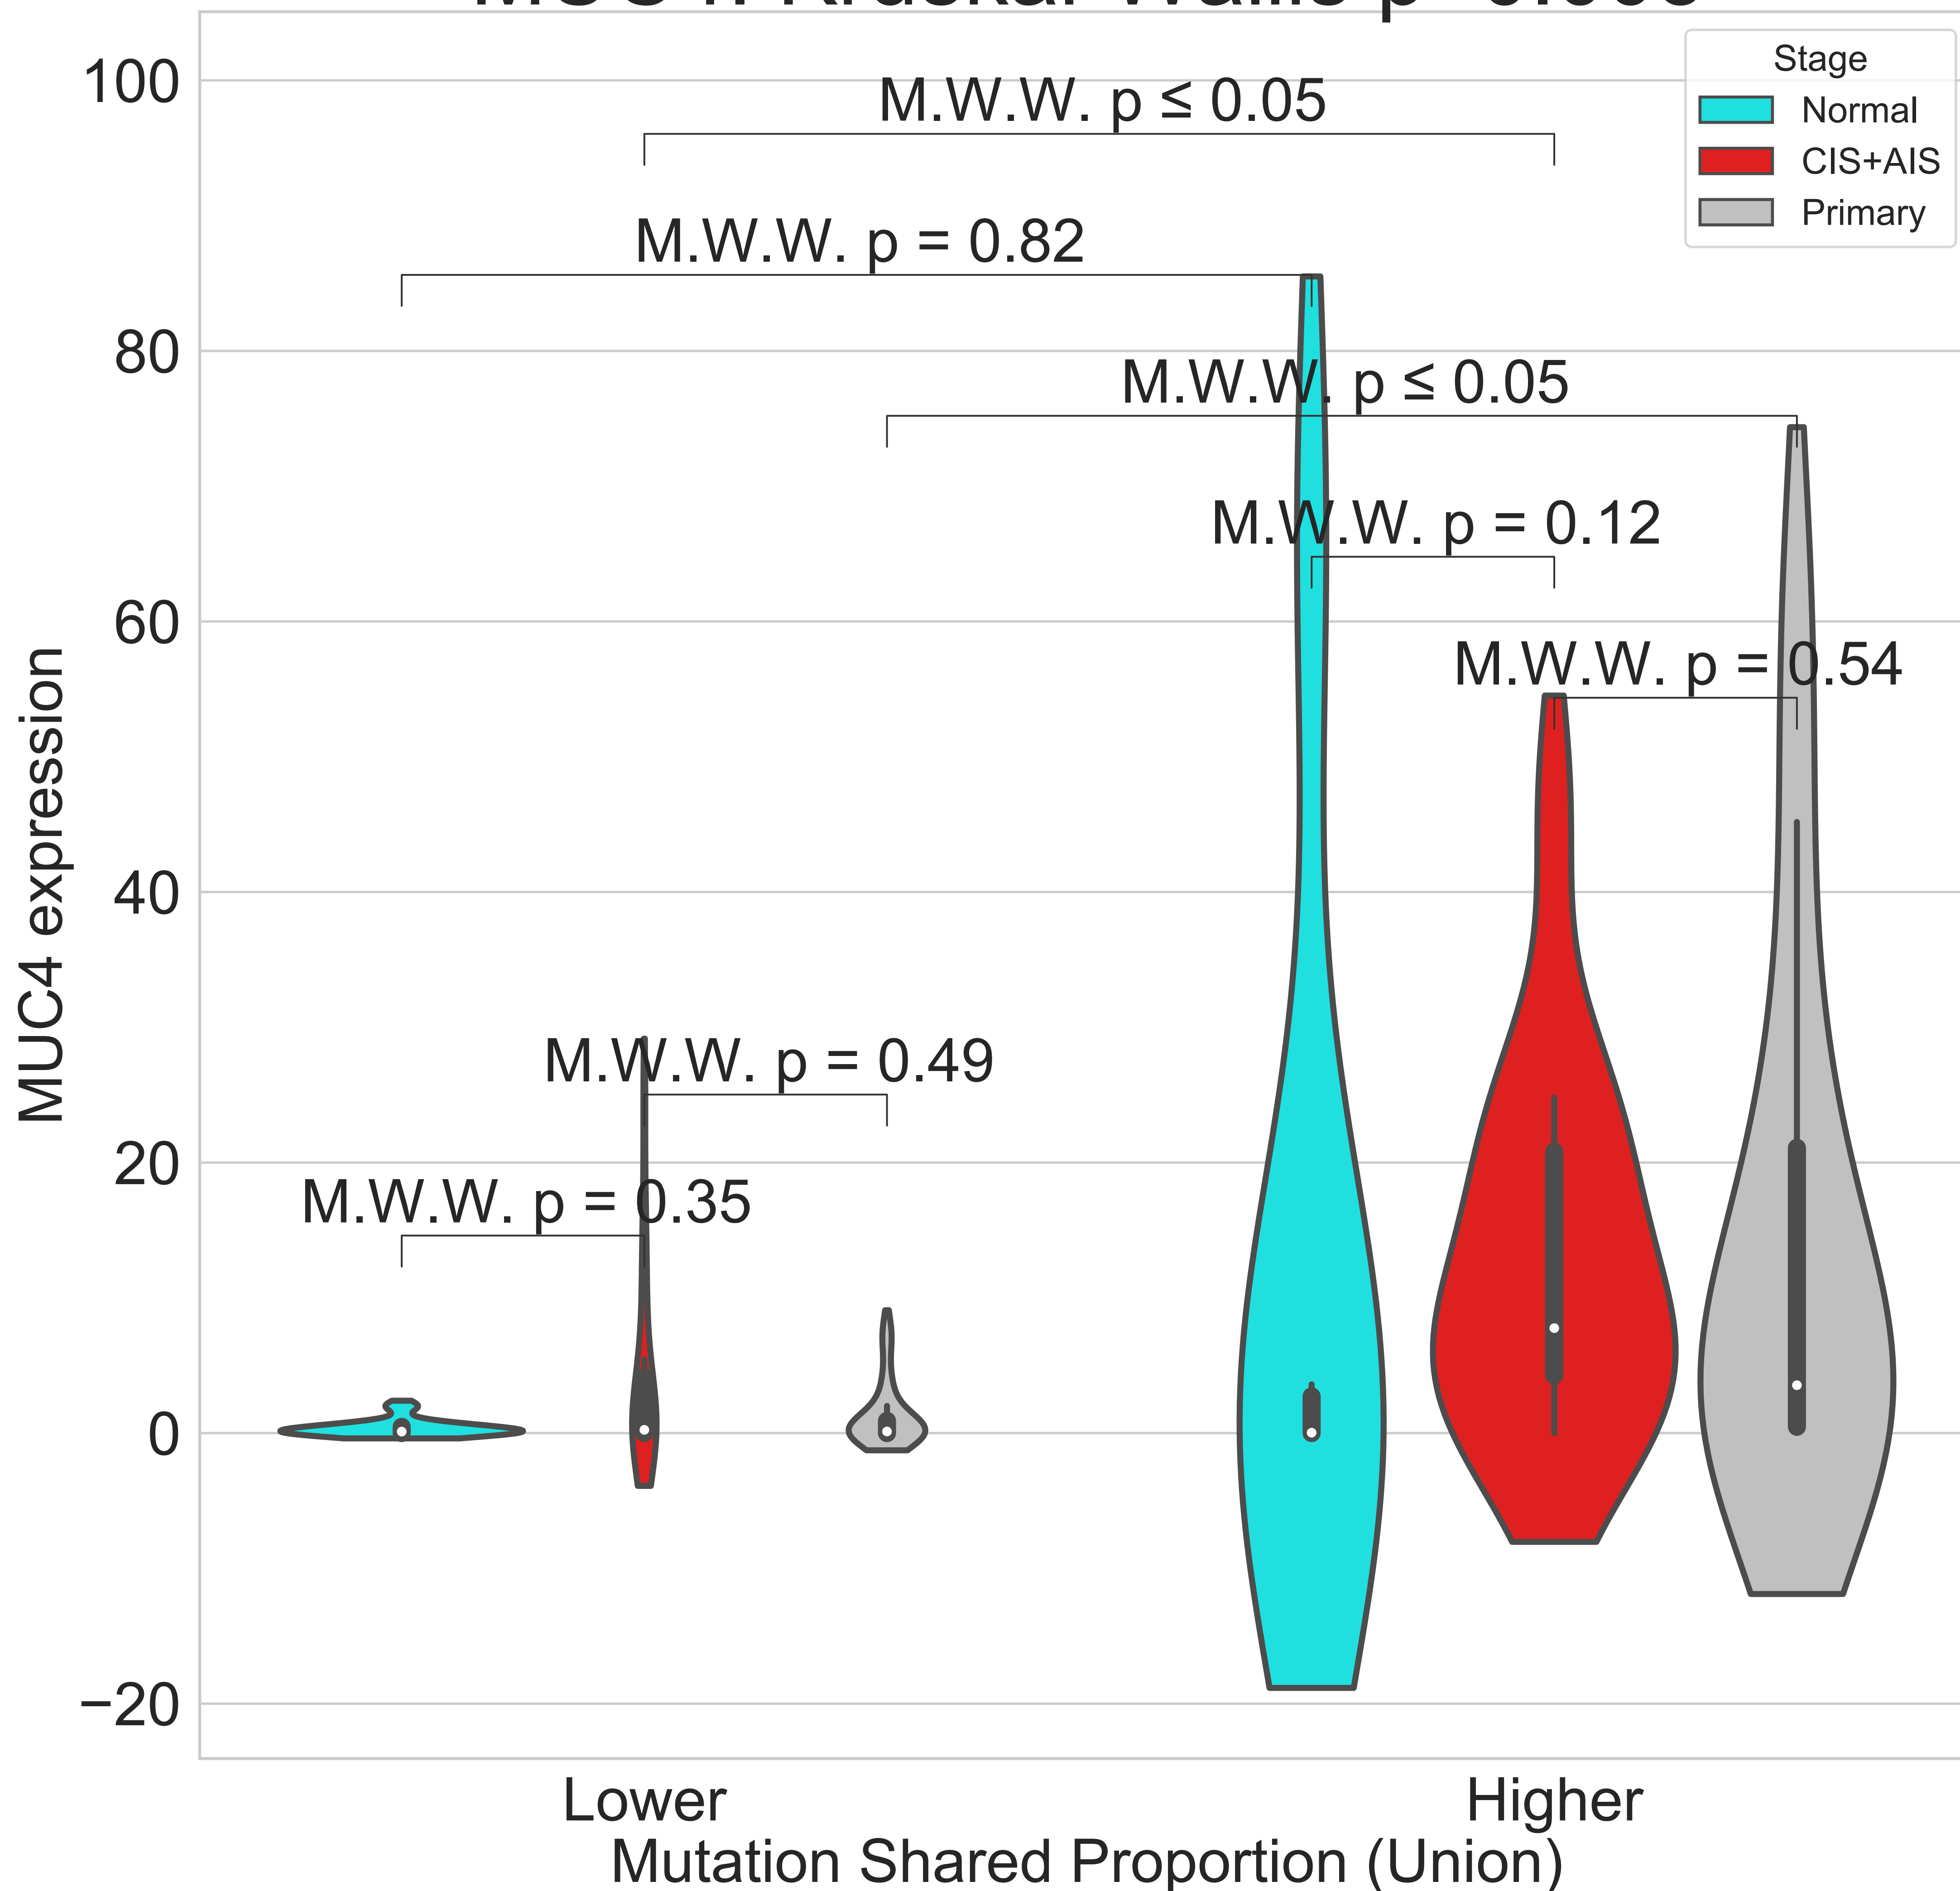 100
80
60
40
20
0
−20
MUC4 expression
M.W.W. p ≤ 0.05
M.W.W. p = 0.82
M.W.W. p ≤ 0.05
M.W.W. p = 0.12
M.W.W. p = 0.54
M.W.W. p = 0.49
M.W.W. p = 0.35
Stage
Normal
CIS+AIS
Primary
Lower
Higher
Mutation Shared Proportion (Union)